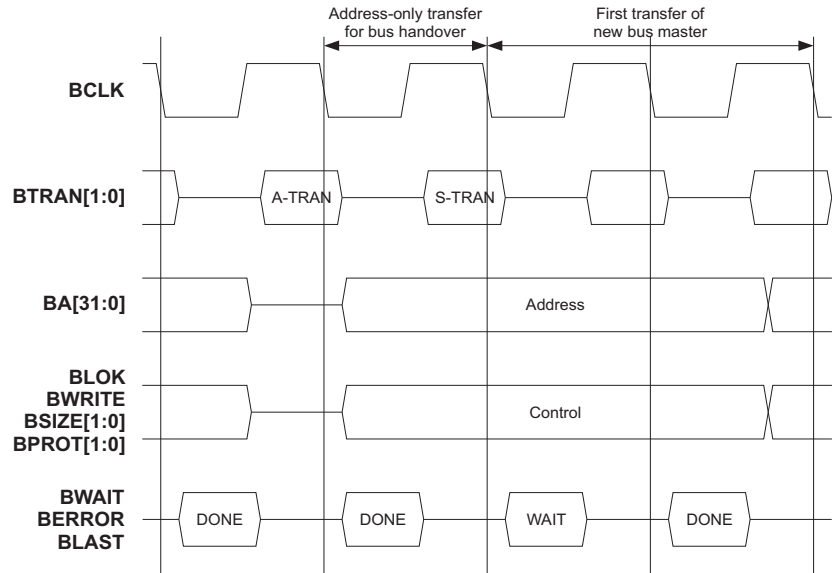 Address-only transfer
for bus handover
First transfer of
new bus master
BCLK
BTRAN[1:0]
A-TRAN
S-TRAN
BA[31:0]
Address
BLOK
BWRITE
BSIZE[1:0]
BPROT[1:0]
Control
BWAIT
BERROR
BLAST
DONE
DONE
WAIT
DONE